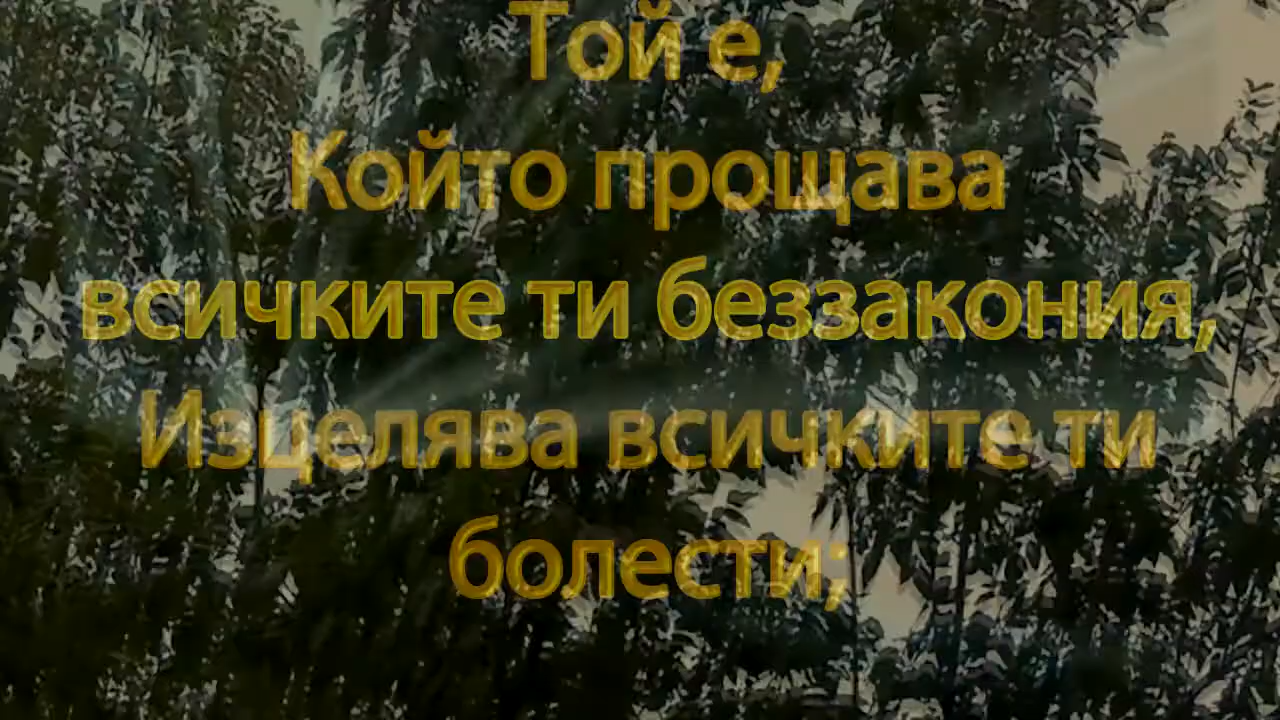 Той е,
Който прощава
всичките ти беззакония,
Изцелява всичките ти
болести;